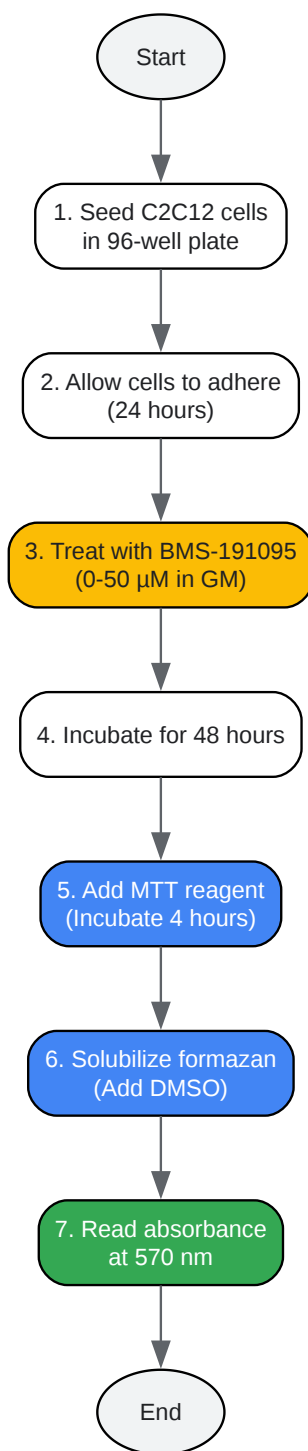 Start
1. Seed C2C12 cells
in 96-well plate
2. Allow cells to adhere
(24 hours)
3. Treat with BMS-191095
(0-50 µM in GM)
4. Incubate for 48 hours
5. Add MTT reagent
(Incubate 4 hours)
6. Solubilize formazan
(Add DMSO)
7. Read absorbance
at 570 nm
End